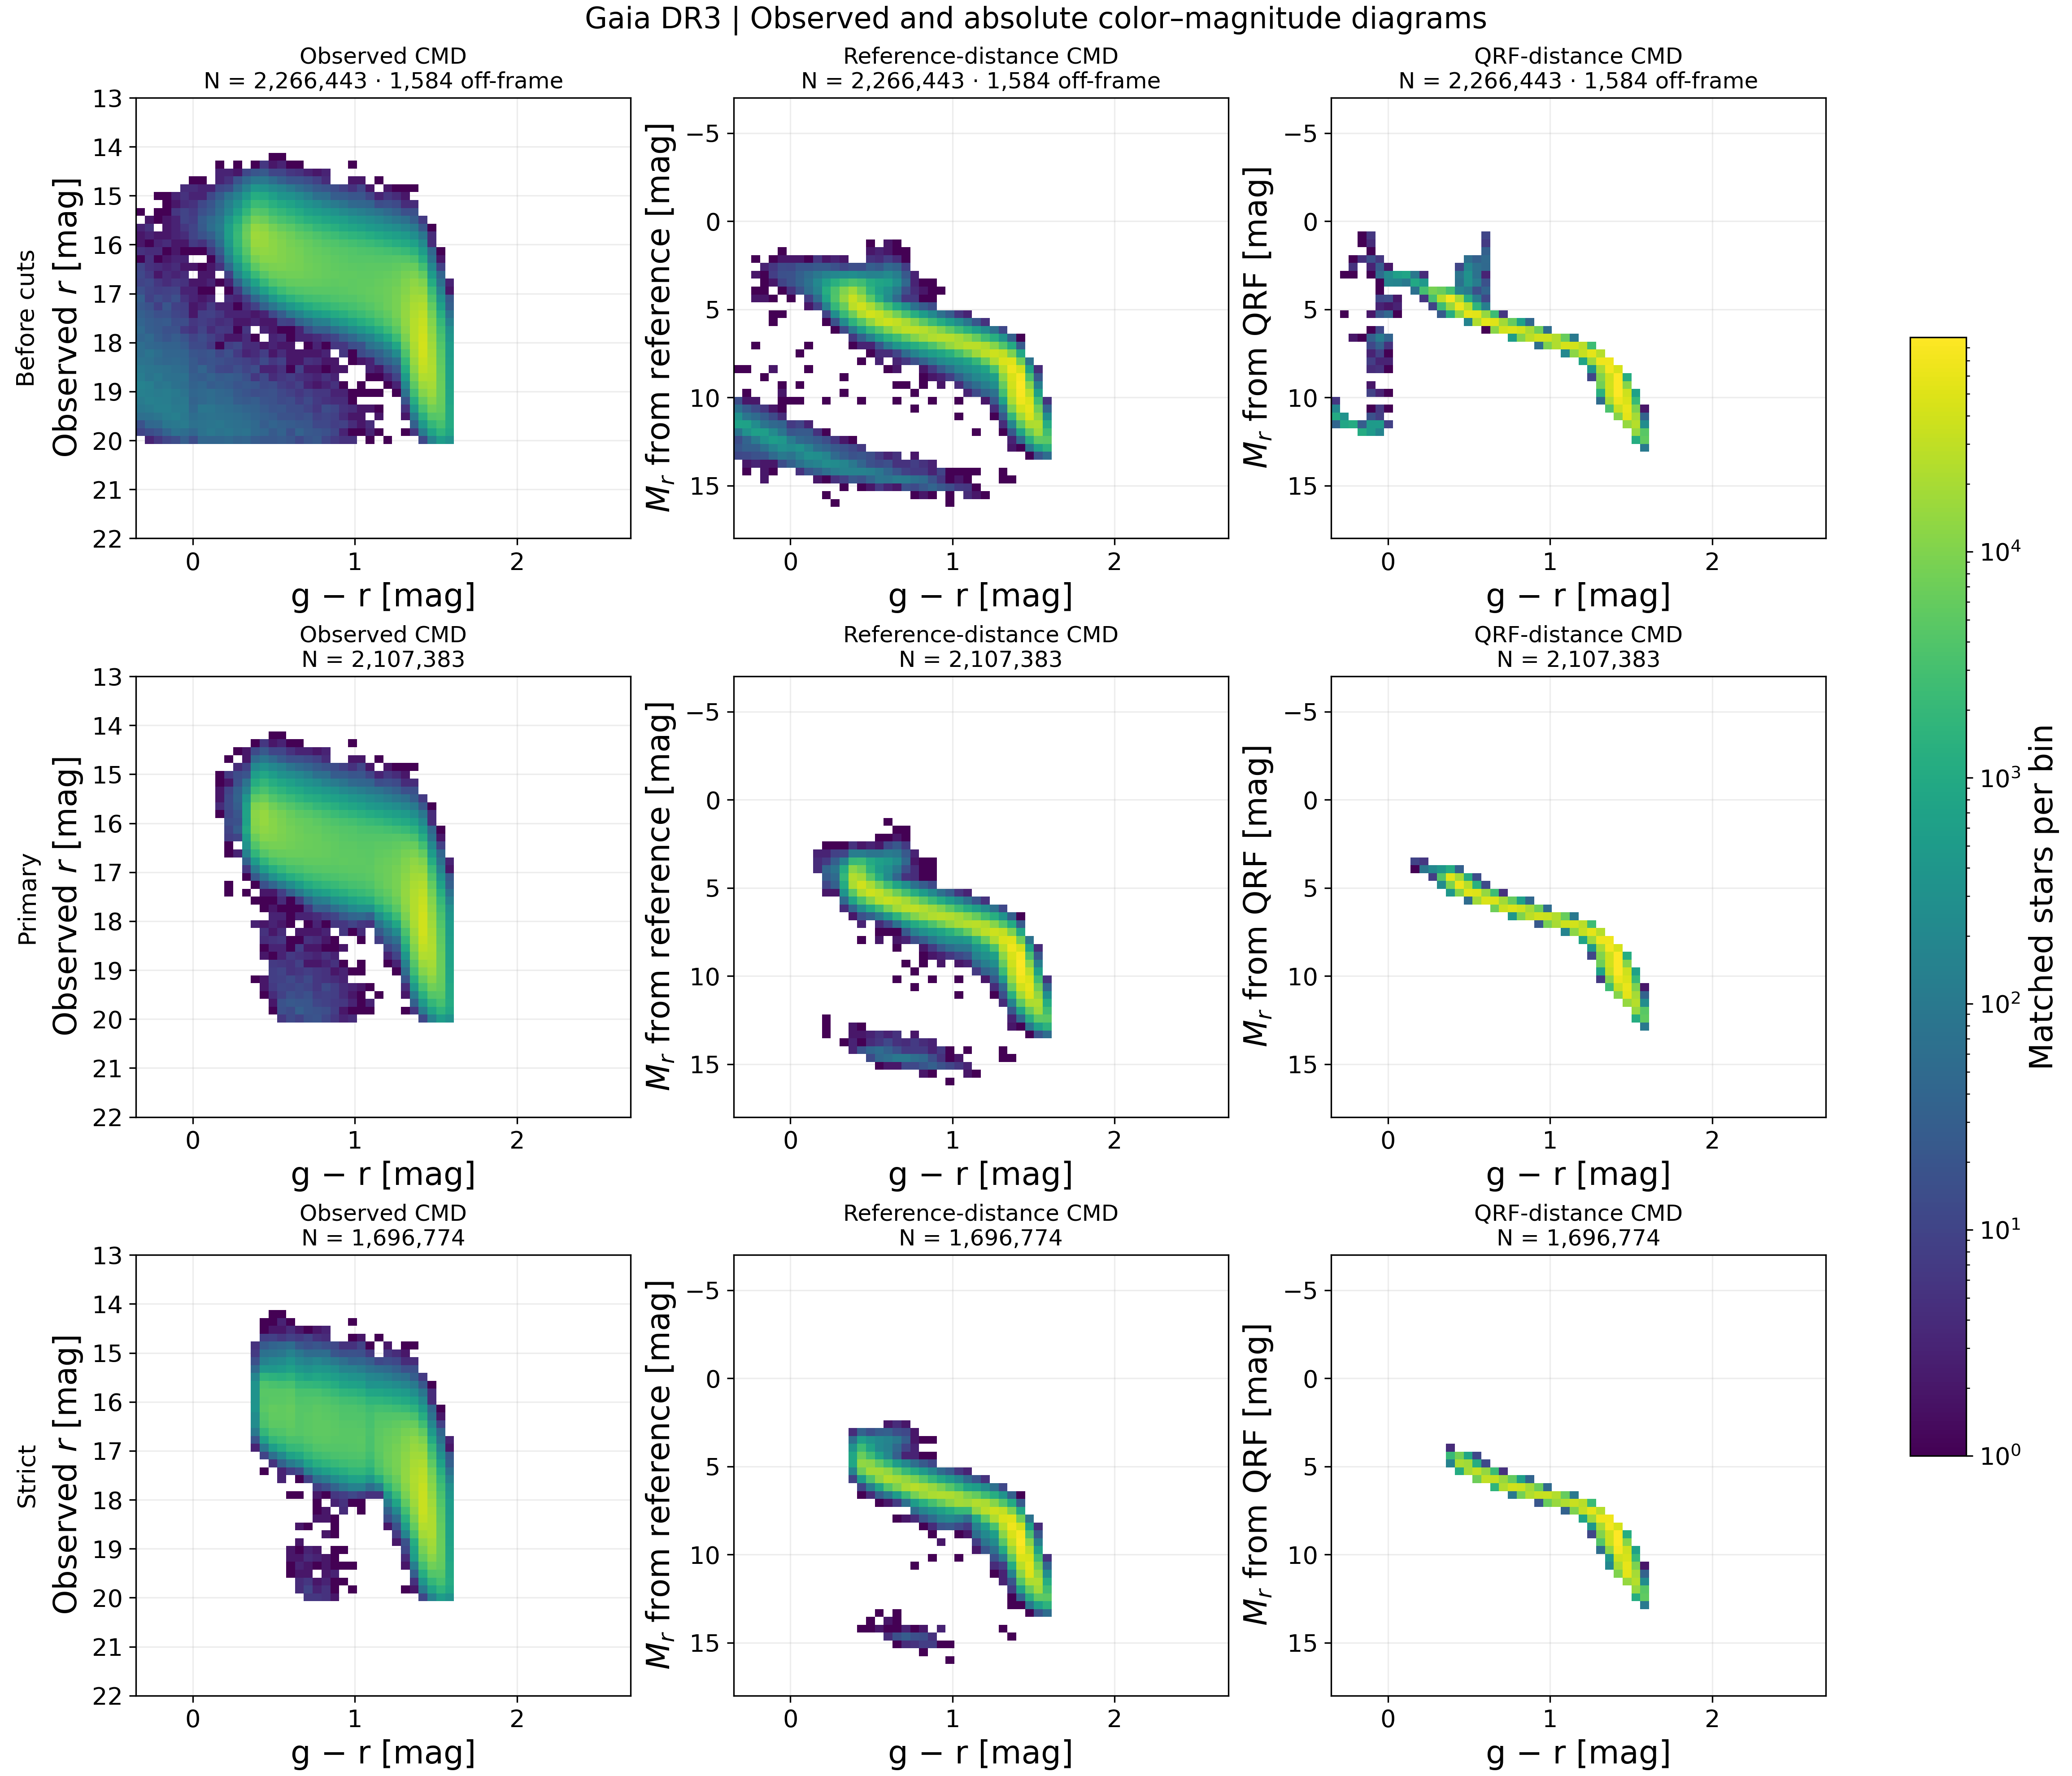 Gaia DR3 | Observed and absolute color–magnitude diagrams
Observed CMD
N = 2,266,443 · 1,584 off-frame
Reference-distance CMD
N = 2,266,443 · 1,584 off-frame
QRF-distance CMD
N = 2,266,443 · 1,584 off-frame
Before cuts
Observed r [mag]
13
14
15
16
17
18
19
20
21
22
0 1 2
g − r [mag]
M_r from reference [mag]
−5
0
5
10
15
0 1 2
g − r [mag]
M_r from QRF [mag]
−5
0
5
10
15
0 1 2
g − r [mag]
Observed CMD
N = 2,107,383
Reference-distance CMD
N = 2,107,383
QRF-distance CMD
N = 2,107,383
Primary
Observed r [mag]
13
14
15
16
17
18
19
20
21
22
0 1 2
g − r [mag]
M_r from reference [mag]
−5
0
5
10
15
0 1 2
g − r [mag]
M_r from QRF [mag]
−5
0
5
10
15
0 1 2
g − r [mag]
Observed CMD
N = 1,696,774
Reference-distance CMD
N = 1,696,774
QRF-distance CMD
N = 1,696,774
Strict
Observed r [mag]
13
14
15
16
17
18
19
20
21
22
0 1 2
g − r [mag]
M_r from reference [mag]
−5
0
5
10
15
0 1 2
g − r [mag]
M_r from QRF [mag]
−5
0
5
10
15
0 1 2
g − r [mag]
10⁴
10³
10²
10¹
10⁰
Matched stars per bin